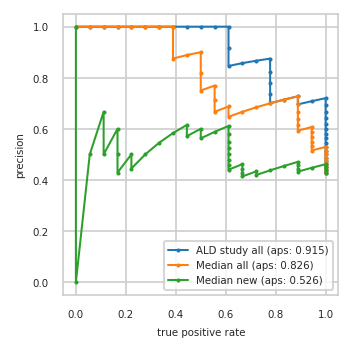 1.0
0.8
0.6
0.4
0.2
0.0
precision
0.0 0.2 0.4 0.6 0.8 1.0
true positive rate
ALD study all (aps: 0.915)
Median all (aps: 0.826)
Median new (aps: 0.526)